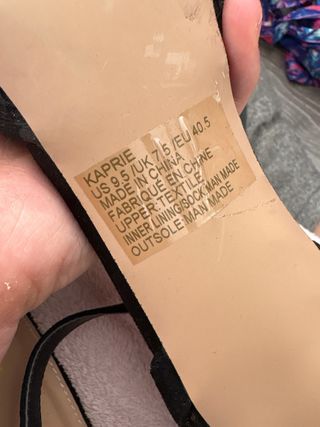 KAPRIE
US 9.5 /UK 7.5 /EU 40.5
MADE IN CHINA
FABRIQUÉ EN CHINE
UPPER: TEXTILE
INNER LINING/SOCK:MAN MADE
OUTSOLE:MAN MADE